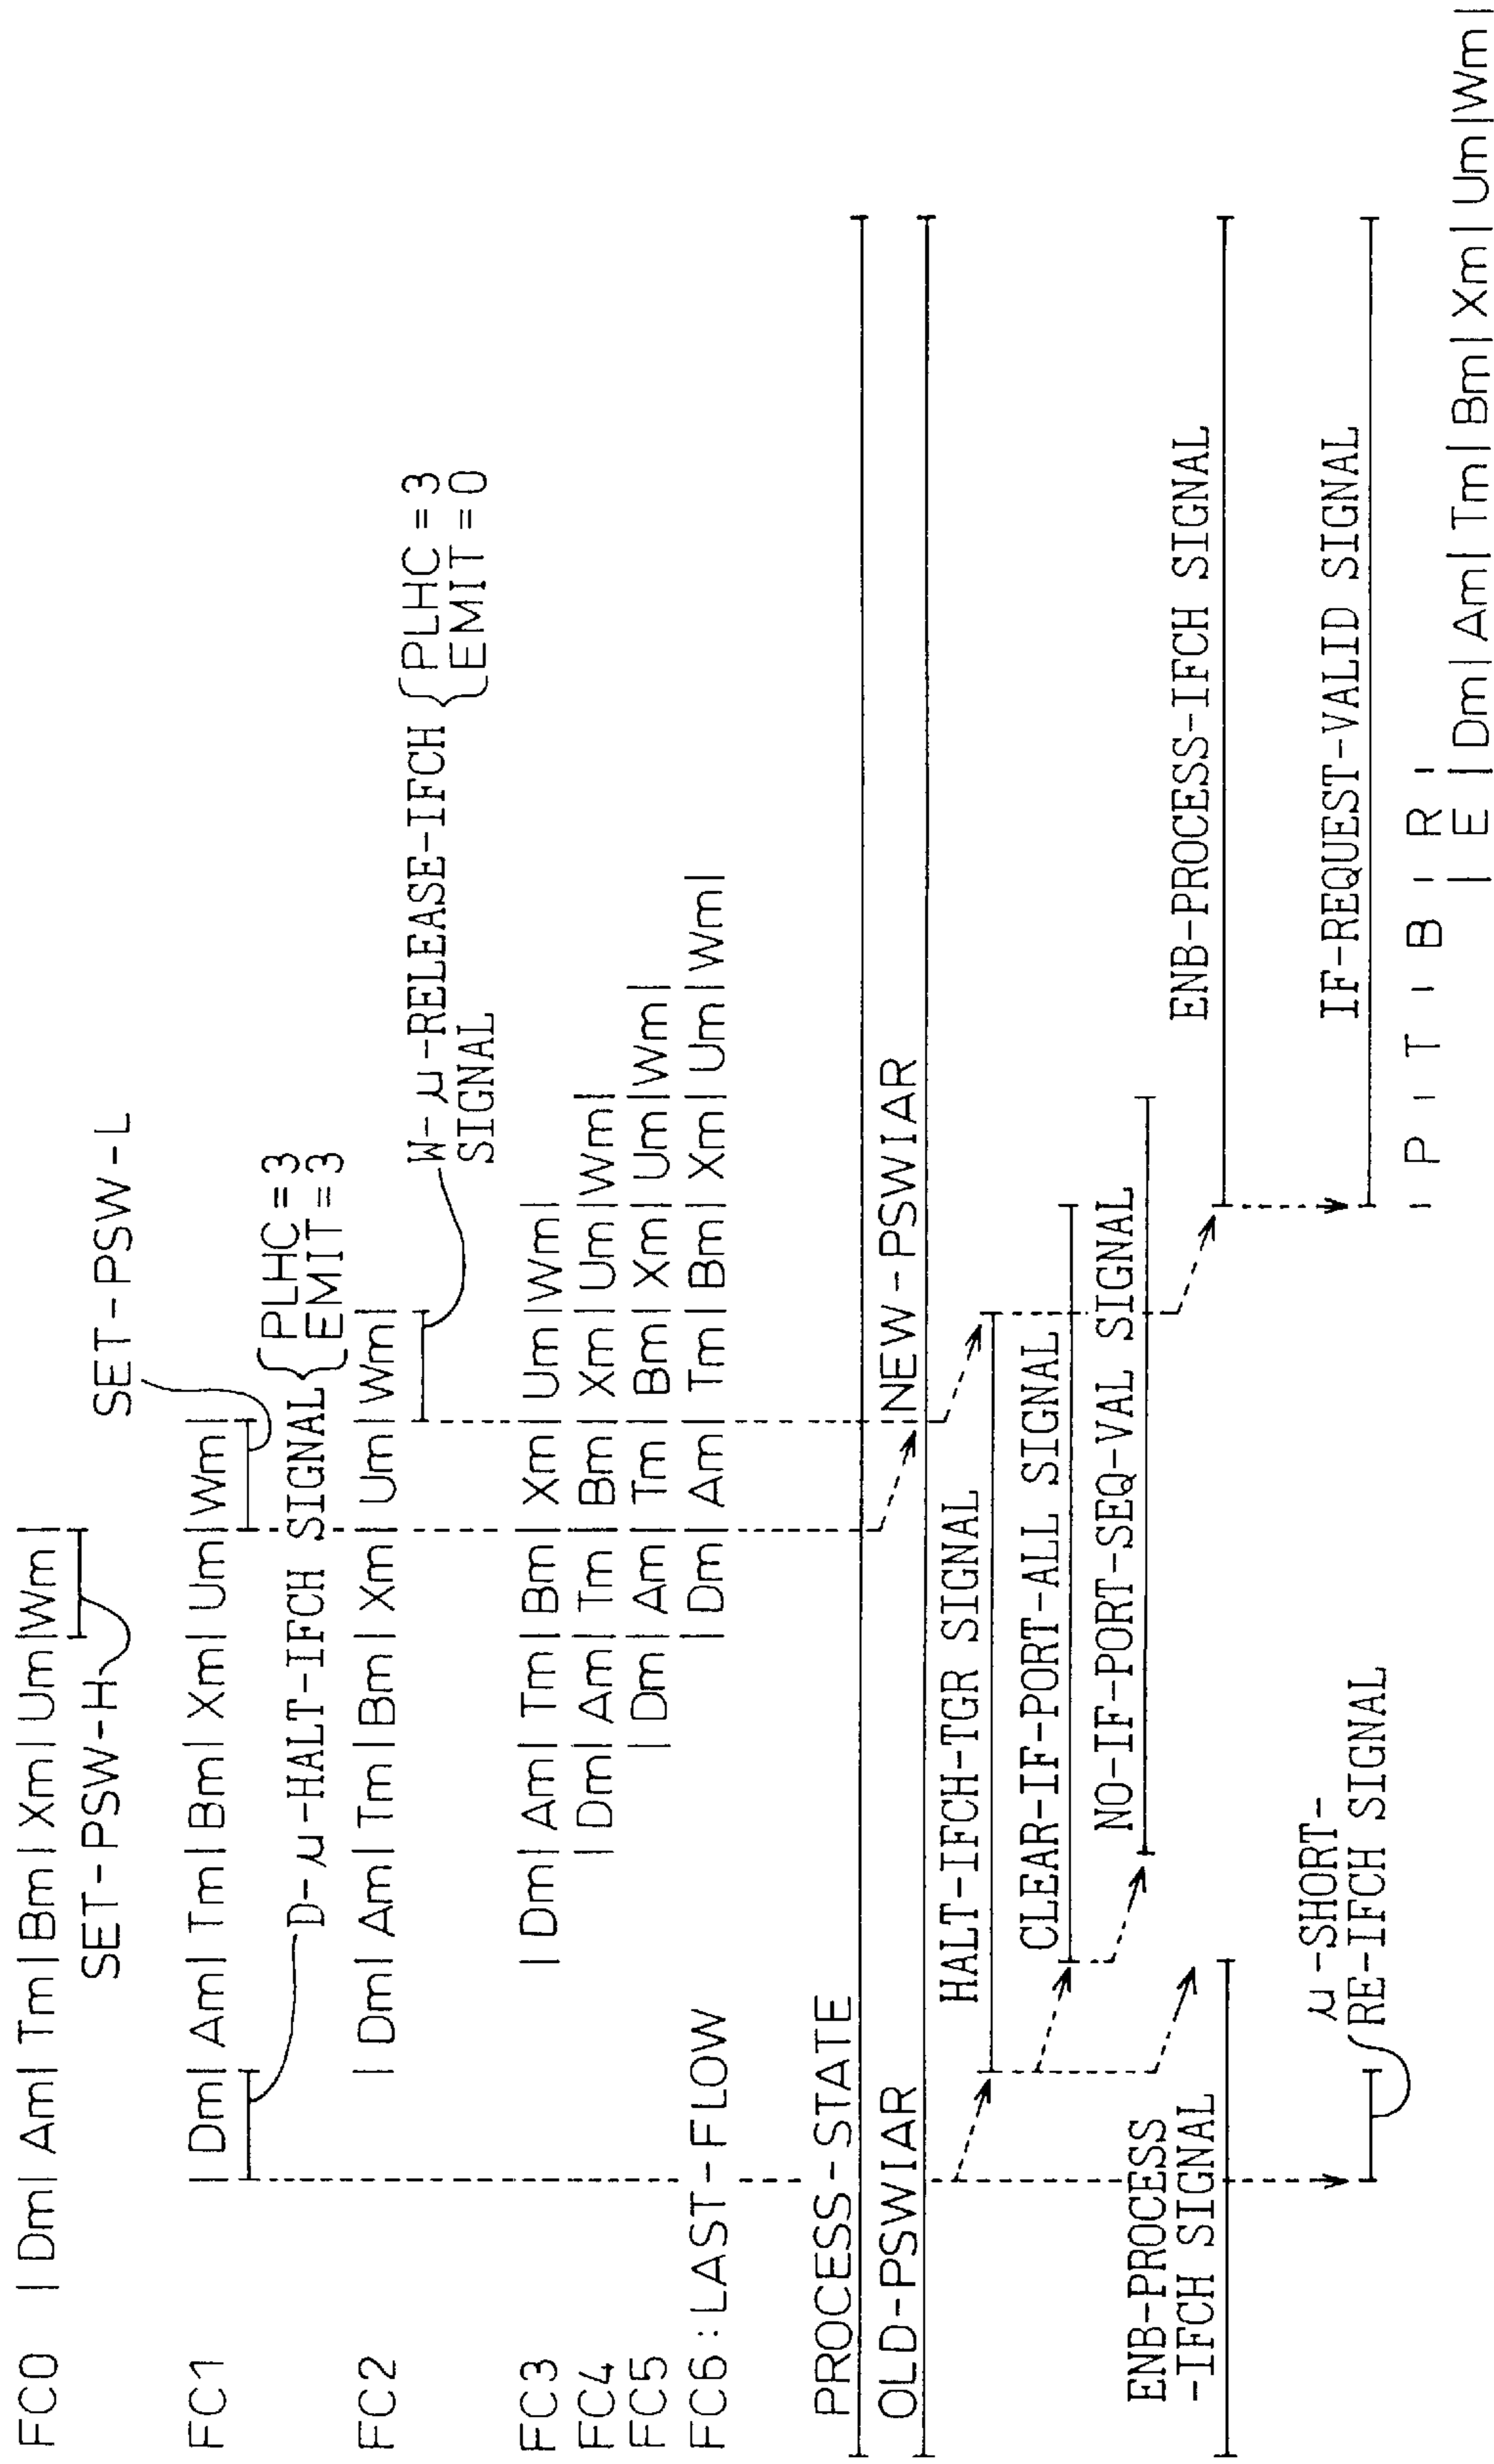 FC0 | Dm | Am | Tm | Bm | Xm | Um | Wm |
SET-PSW-H
SET-PSW-L
FC1 | Dm | Am | Tm | Bm | Xm | Um | Wm |
D-μ-HALT-IFCH SIGNAL { PLHC=3
EMIT=3
FC2 | Dm | Am | Tm | Bm | Xm | Um | Wm |
W-μ-RELEASE-IFCH { PLHC=3
SIGNAL EMIT=0
FC3 | Dm | Am | Tm | Bm | Xm | Um | Wm |
FC4 | Dm | Am | Tm | Bm | Xm | Um | Wm |
FC5 | Dm | Am | Tm | Bm | Xm | Um | Wm |
FC6:LAST-FLOW | Dm | Am | Tm | Bm | Xm | Um | Wm |
PROCESS-STATE
OLD-PSWIAR NEW-PSWIAR
HALT-IFCH-TGR SIGNAL
CLEAR-IF-PORT-ALL SIGNAL
NO-IF-PORT-SEQ-VAL SIGNAL
ENB-PROCESS
-IFCH SIGNAL
ENB-PROCESS-IFCH SIGNAL
μ-SHORT-
RE-IFCH SIGNAL
IF-REQUEST-VALID SIGNAL
| P | T | B | R |
| E | Dm | Am | Tm | Bm | Xm | Um | Wm |